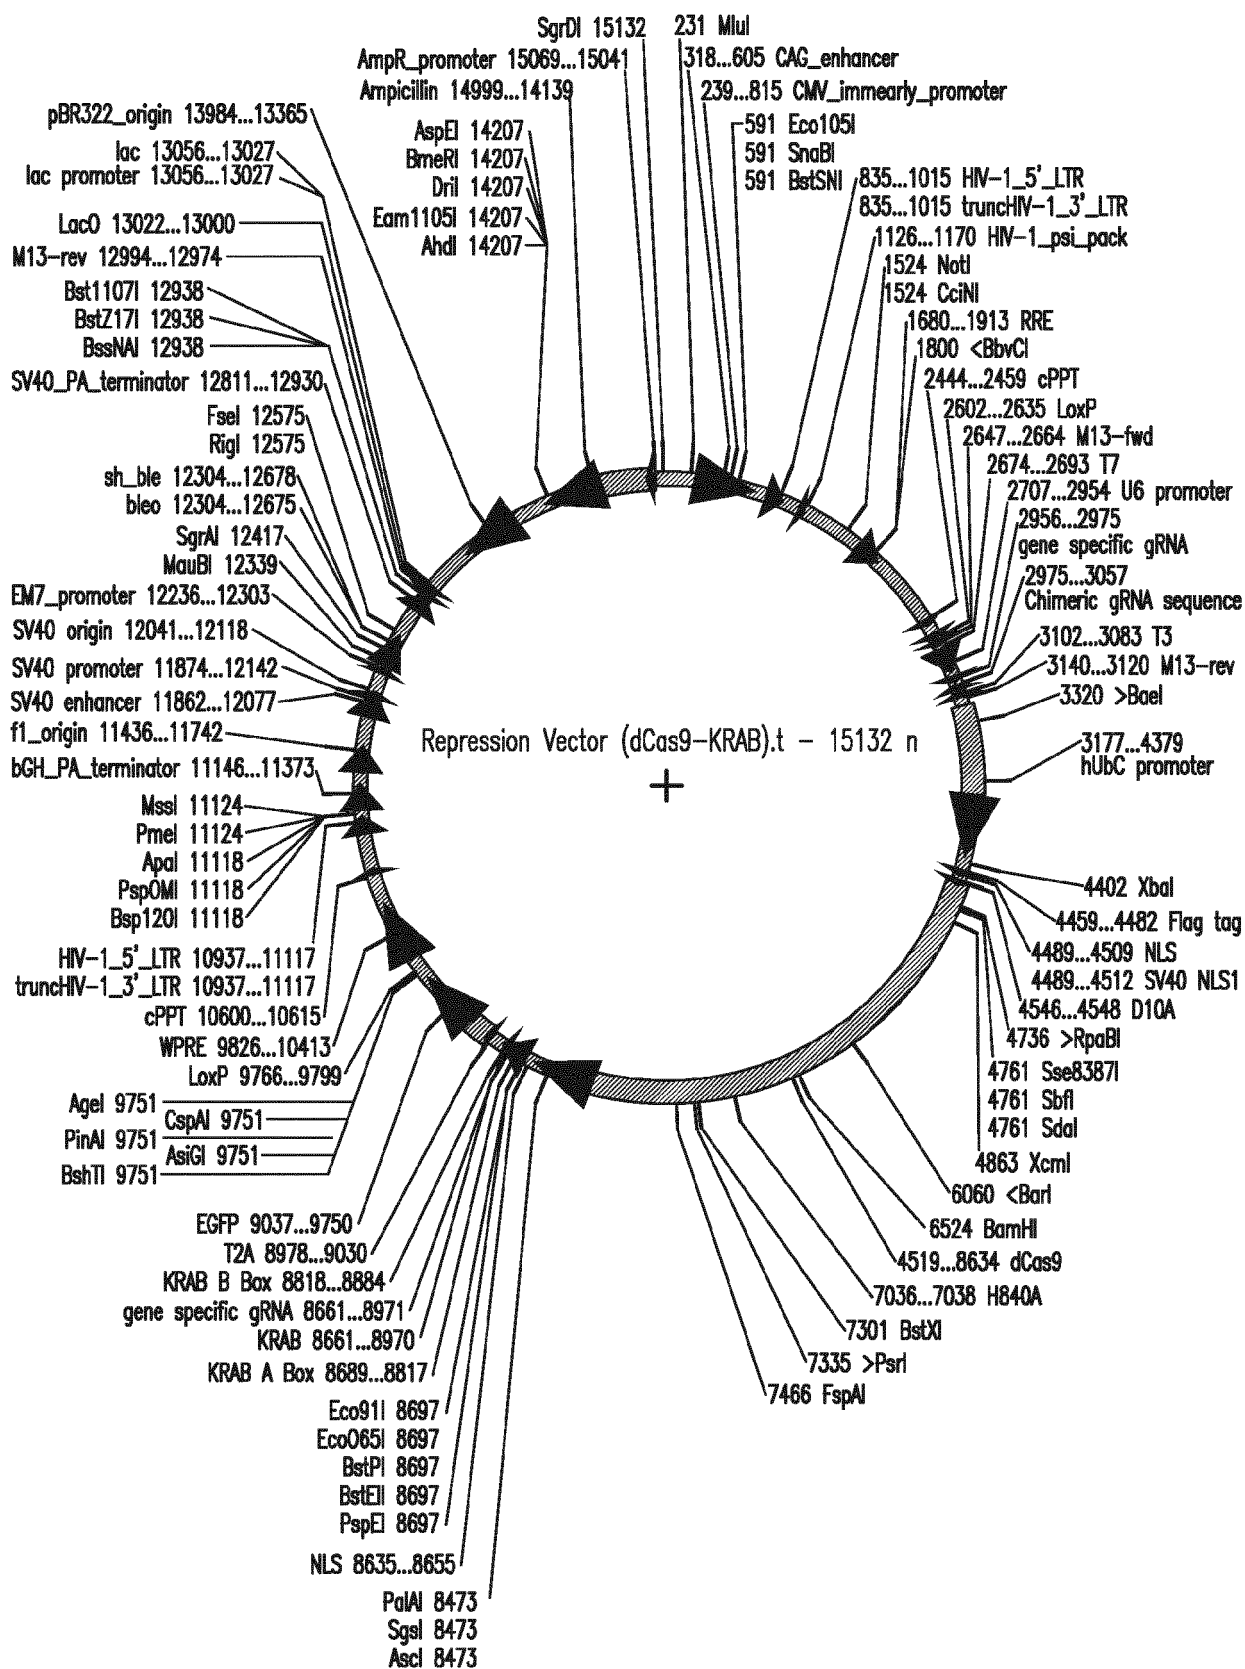 SgrDI 15132
AmpR_promoter 15069...15041
Ampicillin 14999...14139
pBR322_origin 13984...13365
AspEI 14207
BmeRI 14207
DriI 14207
Eam1105I 14207
AhdI 14207
lac 13056...13027
lac promoter 13056...13027
LacO 13022...13000
M13-rev 12994...12974
Bst1107I 12938
BstZ17I 12938
BssNAI 12938
SV40_PA_terminator 12811...12930
FseI 12575
RigI 12575
sh_ble 12304...12678
bleo 12304...12675
SgrAI 12417
MauBI 12339
EM7_promoter 12236...12303
SV40 origin 12041...12118
SV40 promoter 11874...12142
SV40 enhancer 11862...12077
f1_origin 11436...11742
bGH_PA_terminator 11146...11373
MssI 11124
PmeI 11124
ApaI 11118
PspOMI 11118
Bsp120I 11118
HIV-1_5'_LTR 10937...11117
truncHIV-1_3'_LTR 10937...11117
cPPT 10600...10615
WPRE 9826...10413
LoxP 9766...9799
AgeI 9751
CspAI 9751
PinAI 9751
AsiGI 9751
BshTI 9751
EGFP 9037...9750
T2A 8978...9030
KRAB B Box 8818...8884
gene specific gRNA 8661...8971
KRAB 8661...8970
KRAB A Box 8689...8817
Eco91I 8697
EcoO65I 8697
BstPI 8697
BstEII 8697
PspEI 8697
NLS 8635...8655
PalAI 8473
SgsI 8473
AscI 8473
Repression Vector (dCas9-KRAB).t - 15132 n
231 MluI
318...605 CAG_enhancer
239...815 CMV_immearly_promoter
591 Eco105I
591 SnaBI
591 BstSNI
835...1015 HIV-1_5'_LTR
835...1015 truncHIV-1_3'_LTR
1126...1170 HIV-1_psi_pack
1524 NotI
1524 CciNI
1680...1913 RRE
1800 <BbvCI
2444...2459 cPPT
2602...2635 LoxP
2647...2664 M13-fwd
2674...2693 T7
2707...2954 U6 promoter
2956...2975
gene specific gRNA
2975...3057
Chimeric gRNA sequence
3102...3083 T3
3140...3120 M13-rev
3320 >BaeI
3177...4379
hUbC promoter
4402 XbaI
4459...4482 Flag tag
4489...4509 NLS
4489...4512 SV40 NLS1
4546...4548 D10A
4736 >RpaBI
4761 Sse8387I
4761 SbfI
4761 SdaI
4863 XcmI
6060 <BarI
6524 BamHI
4519...8634 dCas9
7036...7038 H840A
7301 BstXI
7335 >PsrI
7466 FspAI